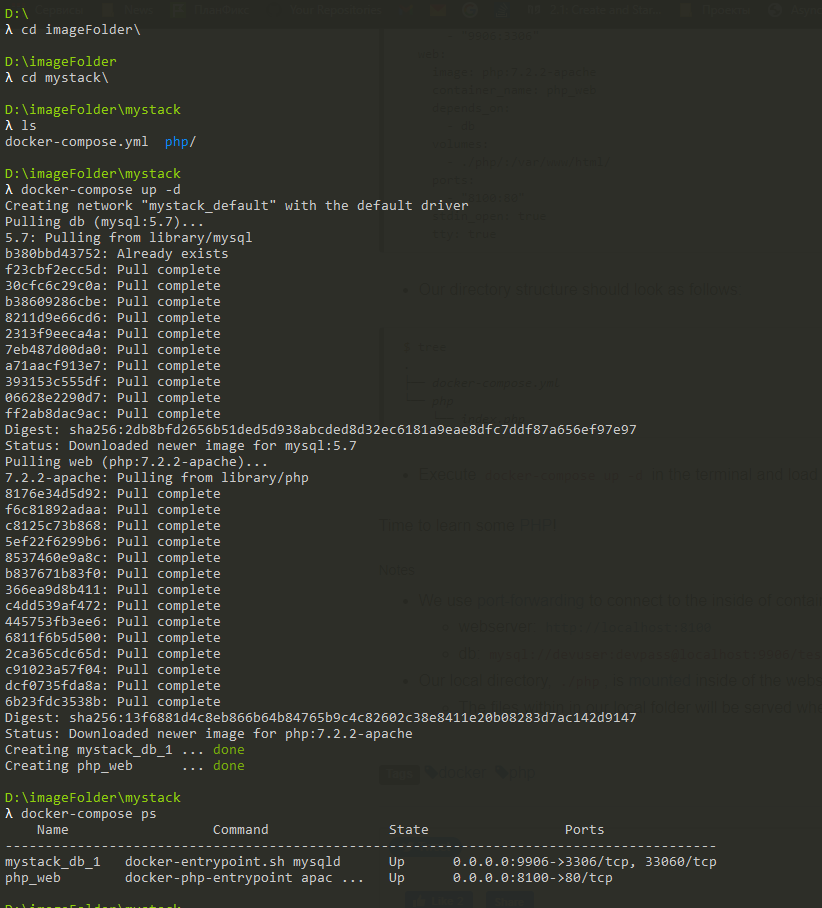 D:\
λ cd imageFolder\
D:\imageFolder
λ cd mystack\
D:\imageFolder\mystack
λ ls
docker-compose.yml  php/
D:\imageFolder\mystack
λ docker-compose up -d
Creating network "mystack_default" with the default driver
Pulling db (mysql:5.7)...
5.7: Pulling from library/mysql
b380bbd43752: Already exists
f23cbf2ecc5d: Pull complete
30cfc6c29c0a: Pull complete
b38609286cbe: Pull complete
8211d9e66cd6: Pull complete
2313f9eeca4a: Pull complete
7eb487d00da0: Pull complete
a71aacf913e7: Pull complete
393153c555df: Pull complete
06628e2290d7: Pull complete
ff2ab8dac9ac: Pull complete
Digest: sha256:2db8bfd2656b51ded5d938abcded8d32ec6181a9eae8dfc7ddf87a656ef97e97
Status: Downloaded newer image for mysql:5.7
Pulling web (php:7.2.2-apache)...
7.2.2-apache: Pulling from library/php
8176e34d5d92: Pull complete
f6c81892adaa: Pull complete
c8125c73b868: Pull complete
5ef22f6299b6: Pull complete
8537460e9a8c: Pull complete
b837671b83f0: Pull complete
366ea9d8b411: Pull complete
c4dd539af472: Pull complete
445753fb3ee6: Pull complete
6811f6b5d500: Pull complete
2ca365cdc65d: Pull complete
c91023a57f04: Pull complete
dcf0735fda8a: Pull complete
6b23fdc3538b: Pull complete
Digest: sha256:13f6881d4c8eb866b64b84765b9c4c82602c38e8411e20b08283d7ac142d9147
Status: Downloaded newer image for php:7.2.2-apache
Creating mystack_db_1 ... done
Creating php_web      ... done
D:\imageFolder\mystack
λ docker-compose ps
Name Command State Ports
-----------------------------------------------------------------------------------------
mystack_db_1   docker-entrypoint.sh mysqld      Up      0.0.0.0:9906->3306/tcp, 33060/tcp
php_web        docker-php-entrypoint apac ...   Up      0.0.0.0:8100->80/tcp
D:\imageFolder\mystack
Our directory structure should look as follows
Execute docker-compose up -d in the terminal and load
Time to learn some PHP!
Notes